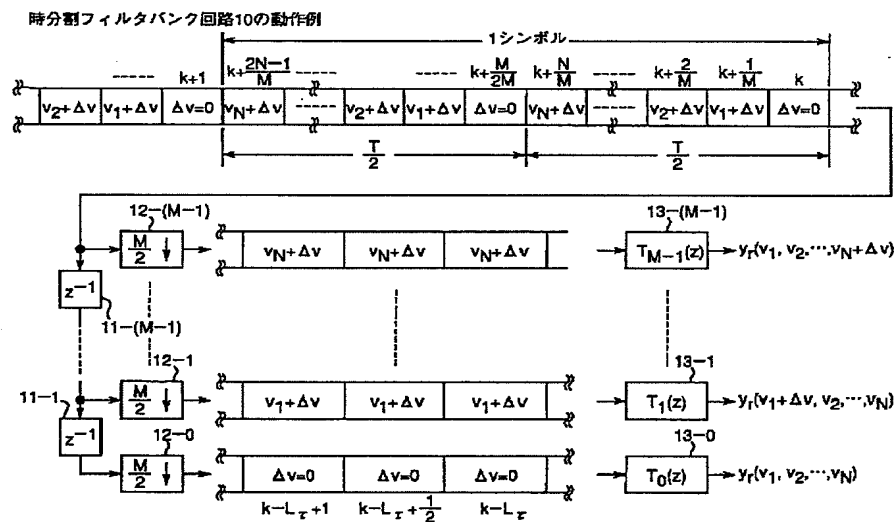 時分割フィルタバンク回路10の動作例
1シンボル
k+1 k+(2N-1)/M k+M/2M k+N/M k+2/M k+1/M k
v2+Δv v1+Δv Δv=0 vN+Δv v2+Δv v1+Δv Δv=0 vN+Δv v2+Δv v1+Δv Δv=0
T/2 T/2
12-(M-1) 13-(M-1)
M/2 ↓ vN+Δv vN+Δv vN+Δv TM-1(z) yr(v1, v2,…,vN+Δv)
z-1
11-(M-1)
12-1 13-1
11-1 M/2 ↓ v1+Δv v1+Δv v1+Δv T1(z) yr(v1+Δv, v2,…,vN)
z-1
12-0 13-0
M/2 ↓ Δv=0 Δv=0 Δv=0 T0(z) yr(v1, v2,…,vN)
k-Lτ+1 k-Lτ+1/2 k-Lτ